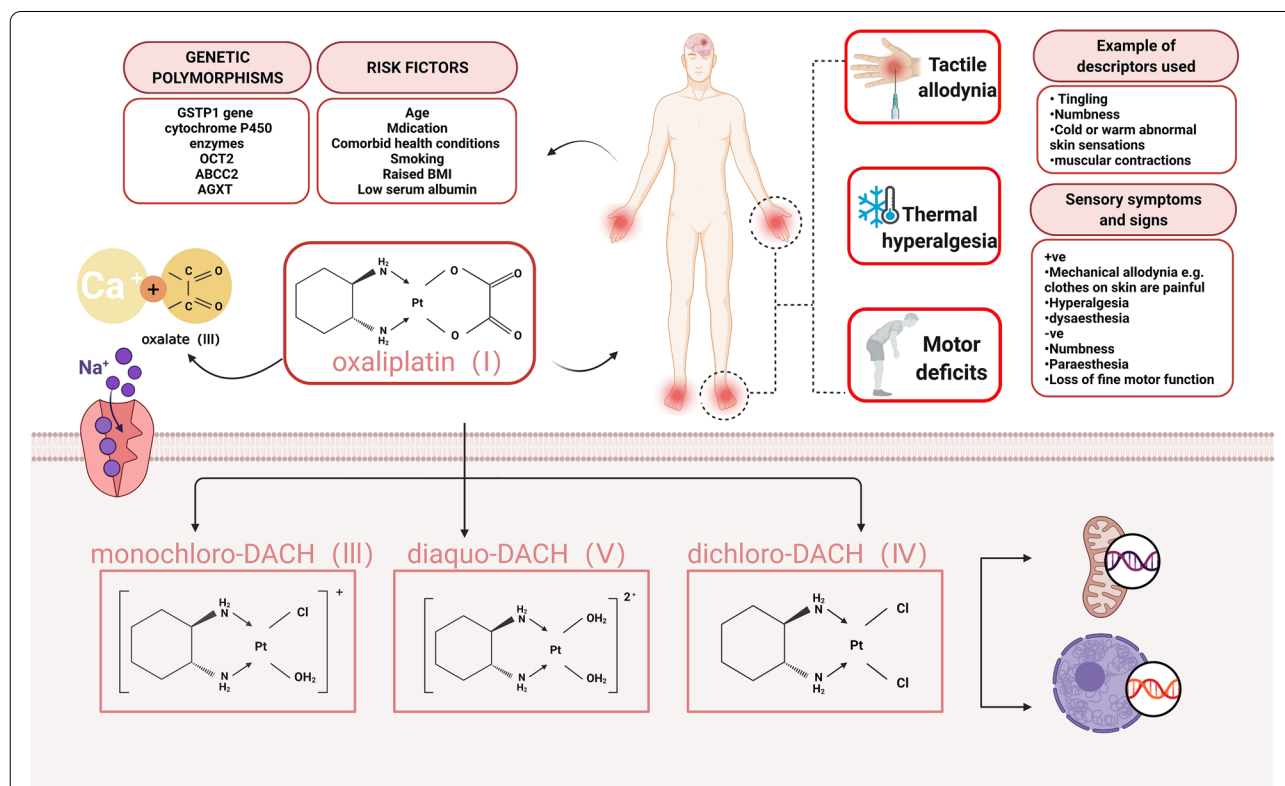 GENETIC
POLYMORPHISMS
GSTP1 gene
cytochrome P450
enzymes
OCT2
ABCC2
AGXT
RISK FICTORS
Age
Mdication
Comorbid health conditions
Smoking
Raised BMI
Low serum albumin
Tactile
allodynia
Thermal
hyperalgesia
Motor
deficits
Example of
descriptors used
• Tingling
•Numbness
•Cold or warm abnormal
skin sensations
•muscular contractions
Sensory symptoms
and signs
+ve
•Mechanical allodynia e.g.
clothes on skin are painful
•Hyperalgesia
•dysaesthesia
-ve
•Numbness
•Paraesthesia
•Loss of fine motor function
Ca+
+
C
O
C
O
oxalate (III)
Na+
H₂
N
Pt
N
H₂
O
O
O
O
oxaliplatin (I)
monochloro-DACH (III)
H₂
N
Pt
N
H₂
Cl
OH₂
+
diaquo-DACH (V)
H₂
N
Pt
N
H₂
OH₂
OH₂
2+
dichloro-DACH (IV)
H₂
N
Pt
N
H₂
Cl
Cl